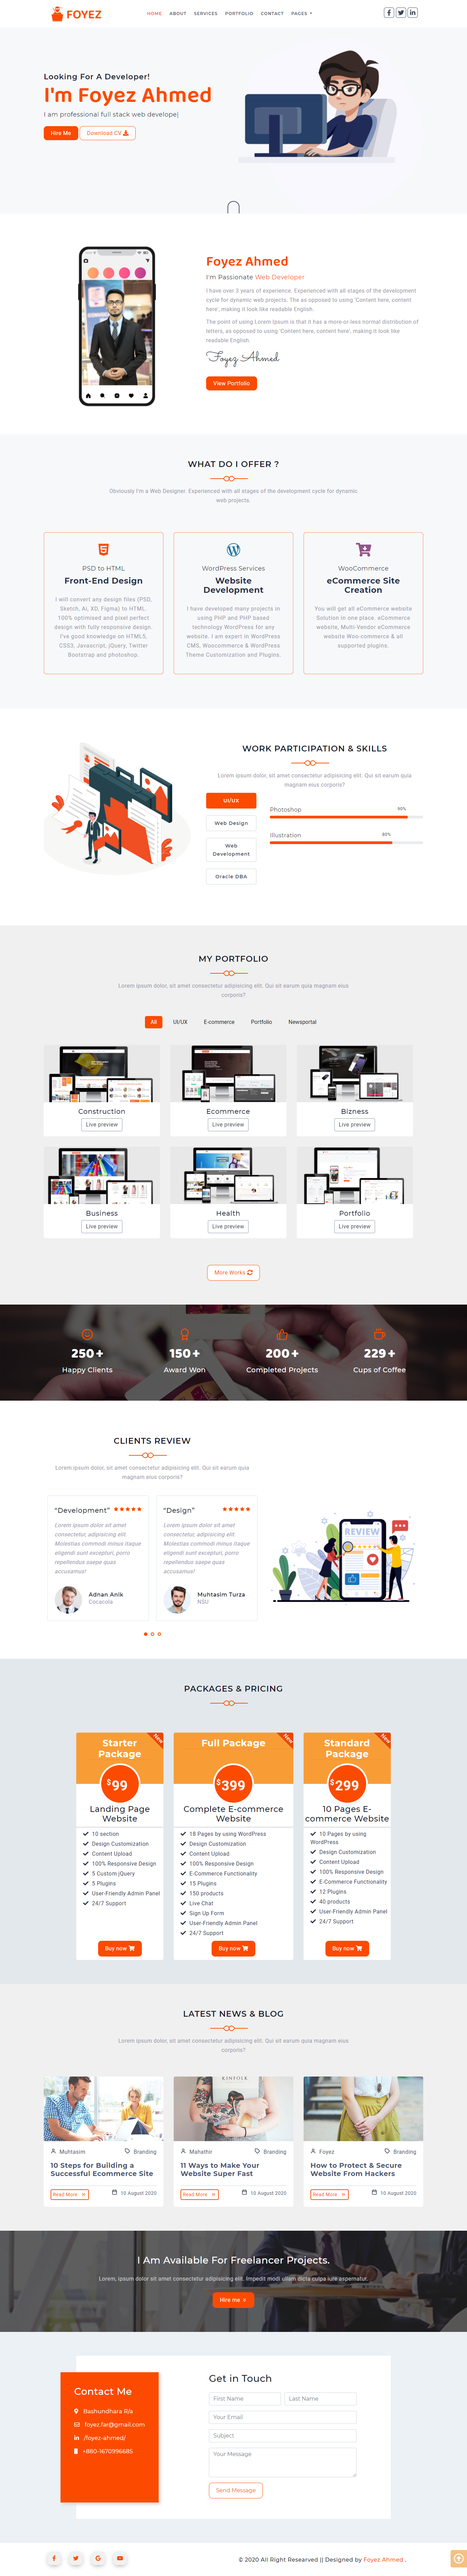 FOYEZ
HOME ABOUT SERVICES PORTFOLIO CONTACT PAGES
Looking For A Developer!
I'm Foyez Ahmed
I am professional full stack web develope|
Hire Me
Download CV
Foyez Ahmed
I'm Passionate Web Developer
I have over 3 years of experience. Experienced with all stages of the development
cycle for dynamic web projects. The as opposed to using 'Content here, content
here', making it look like readable English.
The point of using Lorem Ipsum is that it has a more-or-less normal distribution of
letters, as opposed to using 'Content here, content here', making it look like
readable English.
Foyez Ahmed
View Portfolio
WHAT DO I OFFER ?
Obviously I'm a Web Designer. Experienced with all stages of the development cycle for dynamic
web projects.
PSD to HTML
Front-End Design
I will convert any design files (PSD,
Sketch, AI, XD, Figma) to HTML.
100% optimised and pixel perfect
design with fully responsive design.
I've good knowledge on HTML5,
CSS3, Javascript, jQuery, Twitter
Bootstrap and photoshop.
WordPress Services
Website
Development
I have developed many projects in
using PHP and PHP based
technology WordPress for any
website. I am expert in WordPress
CMS, Woocommerce & WordPress
Theme Customization and Plugins.
WooCommerce
eCommerce Site
Creation
You will get all eCommerce website
Solution in one place. eCommerce
website, Multi-Vendor eCommerce
website Woo-commerce & all
supported plugins.
WORK PARTICIPATION & SKILLS
Lorem ipsum dolor, sit amet consectetur adipisicing elit. Qui sit earum quia
magnam eius corporis?
UI/UX
Web Design
Web
Development
Oracle DBA
Photoshop 90%
Illustration 80%
MY PORTFOLIO
Lorem ipsum dolor, sit amet consectetur adipisicing elit. Qui sit earum quia magnam eius
corporis?
All UI/UX E-commerce Portfolio Newsportal
Construction
Live preview
Ecommerce
Live preview
Bizness
Live preview
Business
Live preview
Health
Live preview
Portfolio
Live preview
More Works
250+
Happy Clients
150+
Award Won
200+
Completed Projects
229+
Cups of Coffee
CLIENTS REVIEW
Lorem ipsum dolor, sit amet consectetur adipisicing elit. Qui sit earum quia
magnam eius corporis?
"Development"
Lorem ipsum dolor sit amet
consectetur, adipisicing elit.
Molestias commodi minus itaque
eligendi sunt excepturi, porro
repellendus saepe quas
accusamus!
Adnan Anik
Cocacola
"Design"
Lorem ipsum dolor sit amet
consectetur, adipisicing elit.
Molestias commodi minus itaque
eligendi sunt excepturi, porro
repellendus saepe quas
accusamus!
Muhtasim Turza
NSU
REVIEW
PACKAGES & PRICING
New
Starter
Package
$99
Landing Page
Website
10 section
Design Customization
Content Upload
100% Responsive Design
5 Custom jQuery
5 Plugins
User-Friendly Admin Panel
24/7 Support
Buy now
New
Full Package
$399
Complete E-commerce
Website
18 Pages by using WordPress
Design Customization
Content Upload
100% Responsive Design
E-Commerce Functionality
15 Plugins
150 products
Live Chat
Sign Up Form
User-Friendly Admin Panel
24/7 Support
Buy now
New
Standard
Package
$299
10 Pages E-
commerce Website
10 Pages by using
WordPress
Design Customization
Content Upload
100% Responsive Design
E-Commerce Functionality
12 Plugins
40 products
User-Friendly Admin Panel
24/7 Support
Buy now
LATEST NEWS & BLOG
Lorem ipsum dolor, sit amet consectetur adipisicing elit. Qui sit earum quia magnam eius
corporis?
Muhtasim Branding
10 Steps for Building a
Successful Ecommerce Site
Read More 10 August 2020
KINFOLK
Mahathir Branding
11 Ways to Make Your
Website Super Fast
Read More 10 August 2020
Foyez Branding
How to Protect & Secure
Website From Hackers
Read More 10 August 2020
I Am Available For Freelancer Projects.
Lorem, ipsum dolor sit amet consectetur adipisicing elit. Impedit modi ullam dicta culpa iure aspernatur.
Hire me
Contact Me
Bashundhara R/a
foyez.far@gmail.com
/foyez-ahmed/
+880-1670996685
Get in Touch
First Name Last Name
Your Email
Subject
Your Message
Send Message
© 2020 All Right Researved || Designed by Foyez Ahmed .